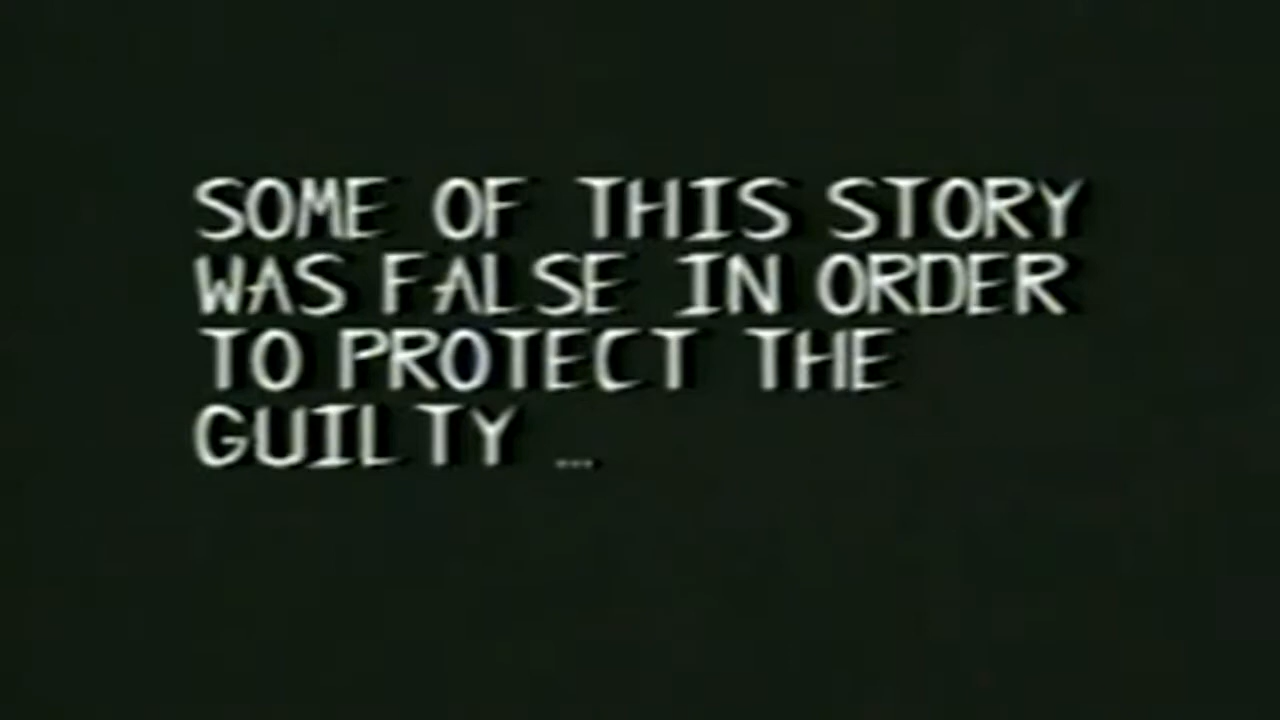 SOME OF THIS STORY
WAS FALSE IN ORDER
TO PROTECT THE
GUILTY ...